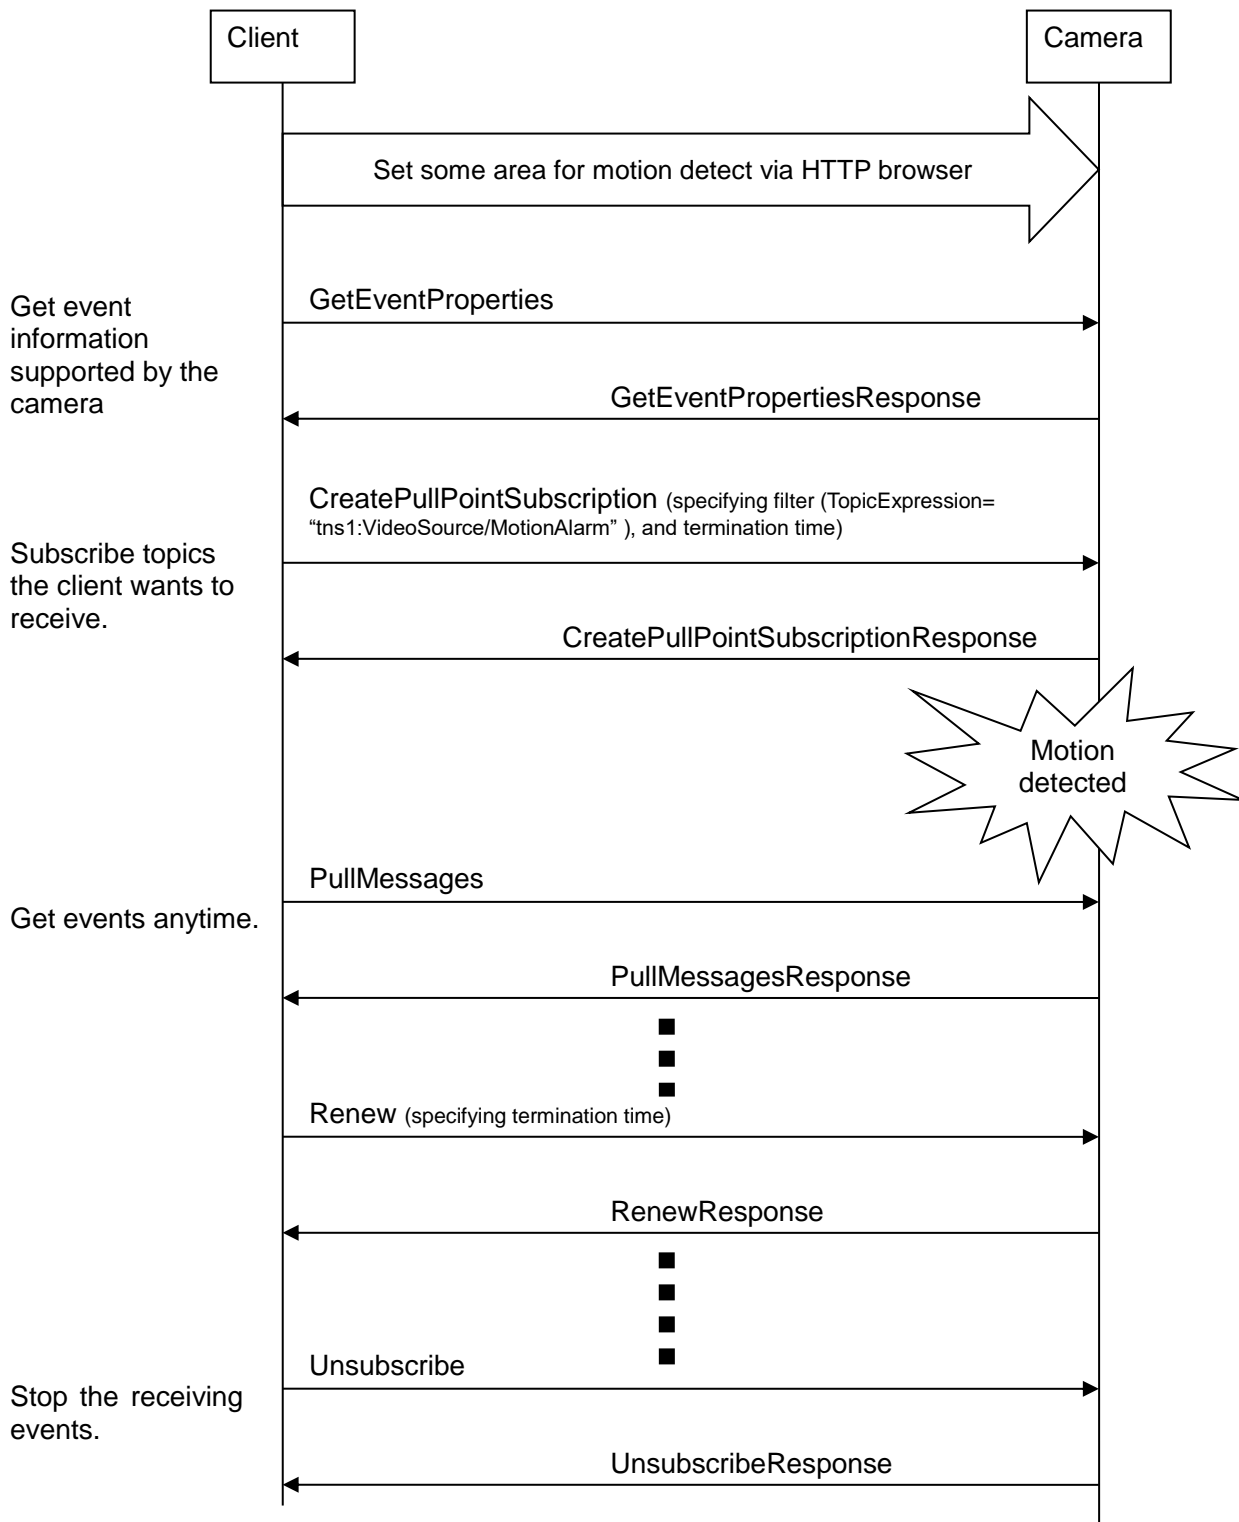 Client
Camera
Set some area for motion detect via HTTP browser
GetEventProperties
Get event
information
supported by the
camera
GetEventPropertiesResponse
CreatePullPointSubscription (specifying filter (TopicExpression=
“tns1:VideoSource/MotionAlarm” ), and termination time)
Subscribe topics
the client wants to
receive.
CreatePullPointSubscriptionResponse
Motion
detected
PullMessages
Get events anytime.
PullMessagesResponse
Renew (specifying termination time)
RenewResponse
Unsubscribe
Stop the receiving
events.
UnsubscribeResponse